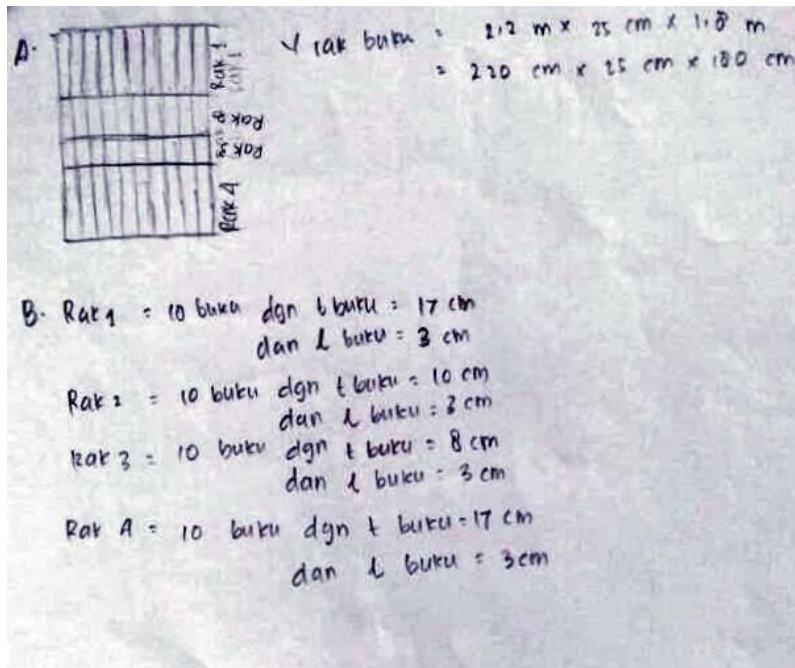 A.
Rak 1
Rak 2
Rak 3
Rak 4
V rak buku = 2,2 m x 25 cm x 1,8 m
= 220 cm x 25 cm x 180 cm
B. Rak 1 = 10 buku dgn t buku = 17 cm
dan l buku = 3 cm
Rak 2 = 10 buku dgn t buku = 10 cm
dan l buku = 3 cm
Rak 3 = 10 buku dgn t buku = 8 cm
dan l buku = 3 cm
Rak 4 = 10 buku dgn t buku = 17 cm
dan l buku = 3 cm